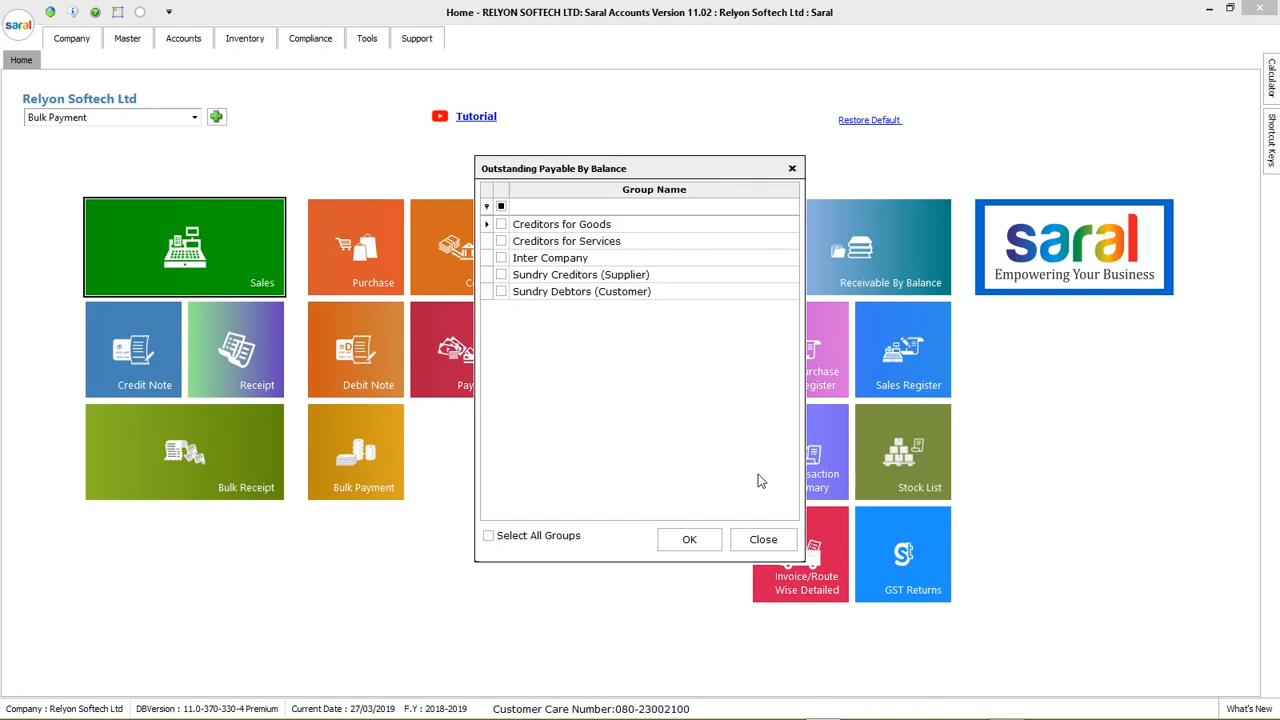 Home - RELYON SOFTECH LTD: Saral Accounts Version 11.02 : Relyon Softech Ltd : Saral
saral
Company
Master
Accounts
Inventory
Compliance
Tools
Support
Home
Calculator
Shortcut Keys
Relyon Softech Ltd
Bulk Payment
Tutorial
Restore Default
Outstanding Payable By Balance
Group Name
Creditors for Goods
Creditors for Services
Inter Company
Sundry Creditors (Supplier)
Sundry Debtors (Customer)
Select All Groups
OK
Close
Sales
Purchase
Receivable By Balance
saral
Empowering Your Business
Credit Note
Receipt
Debit Note
Pay
Sales Register
Bulk Receipt
Bulk Payment
Stock List
Invoice/Route
Wise Detailed
GST Returns
Company : Relyon Softech Ltd
DBVersion : 11.0-370-330-4 Premium
Current Date : 27/03/2019
F.Y : 2018-2019
Customer Care Number:080-23002100
What's New